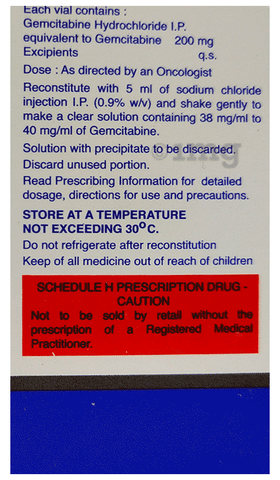 Each vial contains :
Gemcitabine Hydrochloride I.P.
equivalent to Gemcitabine 200 mg
Excipients q.s.
Dose : As directed by an Oncologist
Reconstitute with 5 ml of sodium chloride
injection I.P. (0.9% w/v) and shake gently to
make a clear solution containing 38 mg/ml to
40 mg/ml of Gemcitabine.
Solution with precipitate to be discarded.
Discard unused portion.
1mg
Read Prescribing Information for detailed
dosage, directions for use and precautions.
STORE AT A TEMPERATURE
NOT EXCEEDING 30°C.
Do not refrigerate after reconstitution
Keep of all medicine out of reach of children
SCHEDULE H PRESCRIPTION DRUG -
CAUTION
Not to be sold by retail without the
prescription of a Registered Medical
Practitioner.